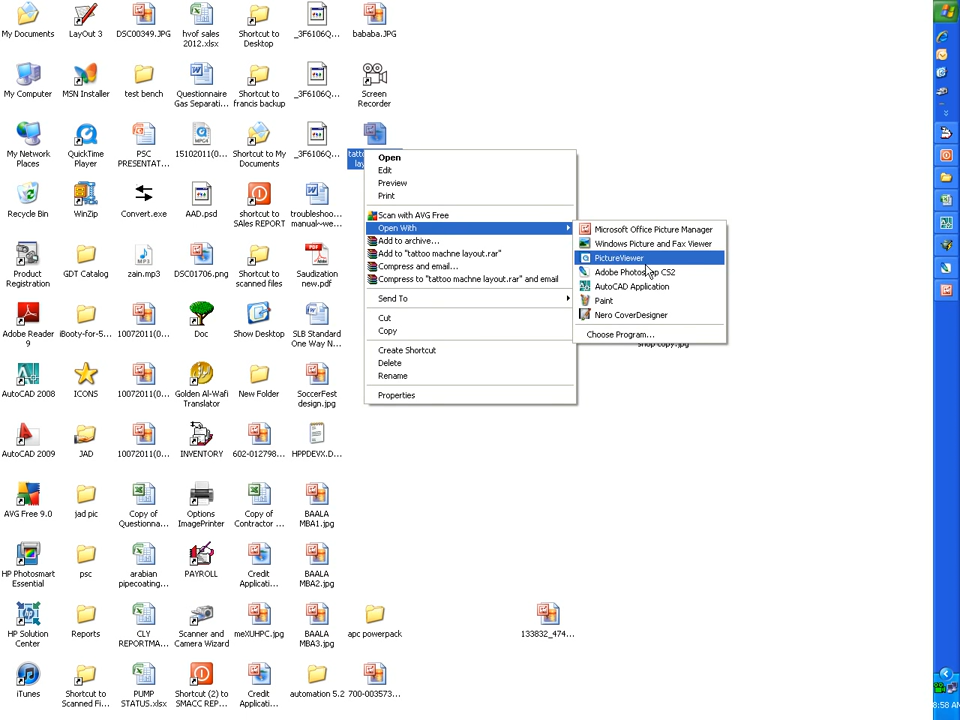 My Documents
LayOut 3
DSC00349.JPG
hvof sales
2012.xlsx
Shortcut to
Desktop
_3F6106Q...
bababa.JPG
My Computer
MSN Installer
test bench
Questionnaire
Gas Separati...
Shortcut to
francis backup
_3F6106Q...
Screen
Recorder
My Network
Places
QuickTime
Player
PSC
PRESENTAT...
MPG4
15102011(0...
Shortcut to My
Documents
_3F6106Q...
Recycle Bin
WinZip
Convert.exe
AAD.psd
shortcut to
SAles REPORT
troubleshoo...
manual~we...
Product
Registration
GDT Catalog
zain.mp3
DSC01706.png
Shortcut to
scanned files
Saudization
new.pdf
Adobe Reader
9
iBooty-for-5...
10072011(0...
Doc
Show Desktop
SLB Standard
One Way N...
AutoCAD 2008
ICONS
10072011(0...
Golden Al-Wafi
Translator
New Folder
SoccerFest
design.jpg
AutoCAD 2009
JAD
10072011(0...
INVENTORY
602-012798...
HPPDEVX.D...
AVG Free 9.0
jad pic
Copy of
Questionna...
Options
ImagePrinter
Copy of
Contractor ...
BAALA
MBA1.jpg
HP Photosmart
Essential
psc
arabian
pipecoating...
PAYROLL
Credit
Applicati...
BAALA
MBA2.jpg
HP Solution
Center
Reports
CLY
REPORTMA...
Scanner and
Camera Wizard
meXUHPC.jpg
BAALA
MBA3.jpg
apc powerpack
133832_474...
iTunes
Shortcut to
Scanned Fi...
PUMP
STATUS.xlsx
Shortcut (2) to
SMACC REP...
Credit
Applicati...
automation 5.2
700-003573...
Open
Edit
Preview
Print
Scan with AVG Free
Open With
Add to archive...
Add to "tattoo machne layout.rar"
Compress and email...
Compress to "tattoo machne layout.rar" and email
Send To
Cut
Copy
Create Shortcut
Delete
Rename
Properties
Microsoft Office Picture Manager
Windows Picture and Fax Viewer
PictureViewer
Adobe Photoshop CS2
AutoCAD Application
Paint
Nero CoverDesigner
Choose Program...
shop copy.jpg
8:58 AM